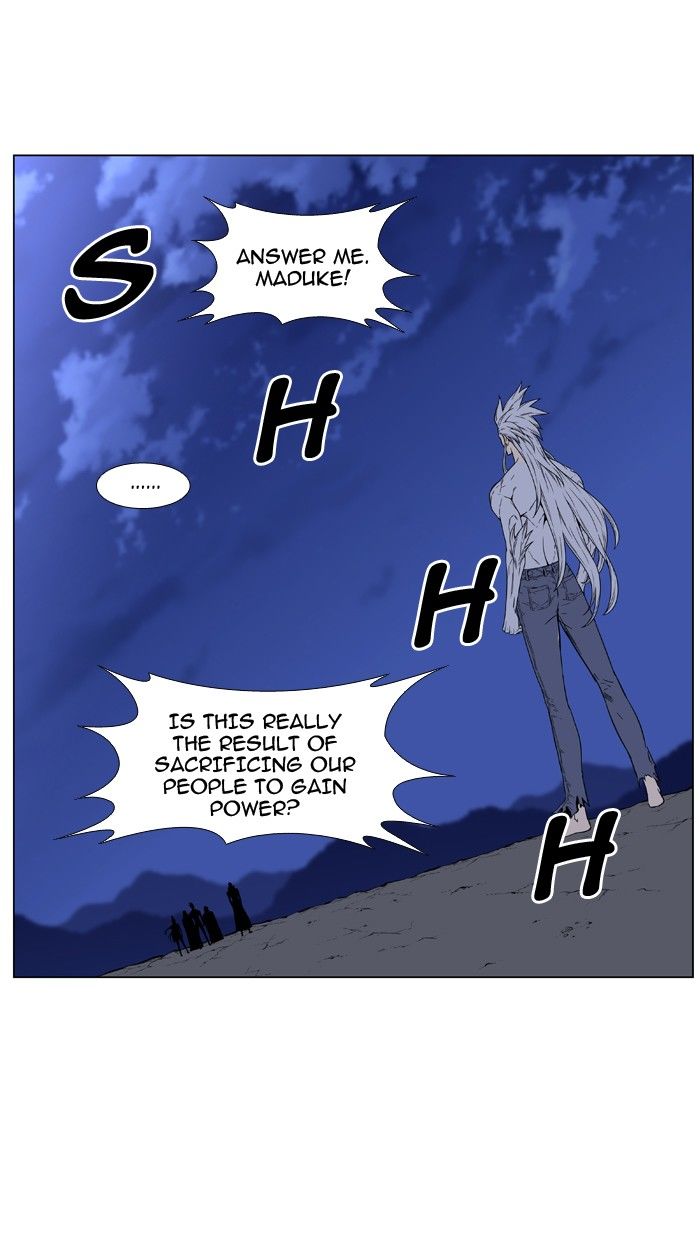 S
ANSWER ME,
MADUKE!
H
......
H
IS THIS REALLY
THE RESULT OF
SACRIFICING OUR
PEOPLE TO GAIN
POWER?
H